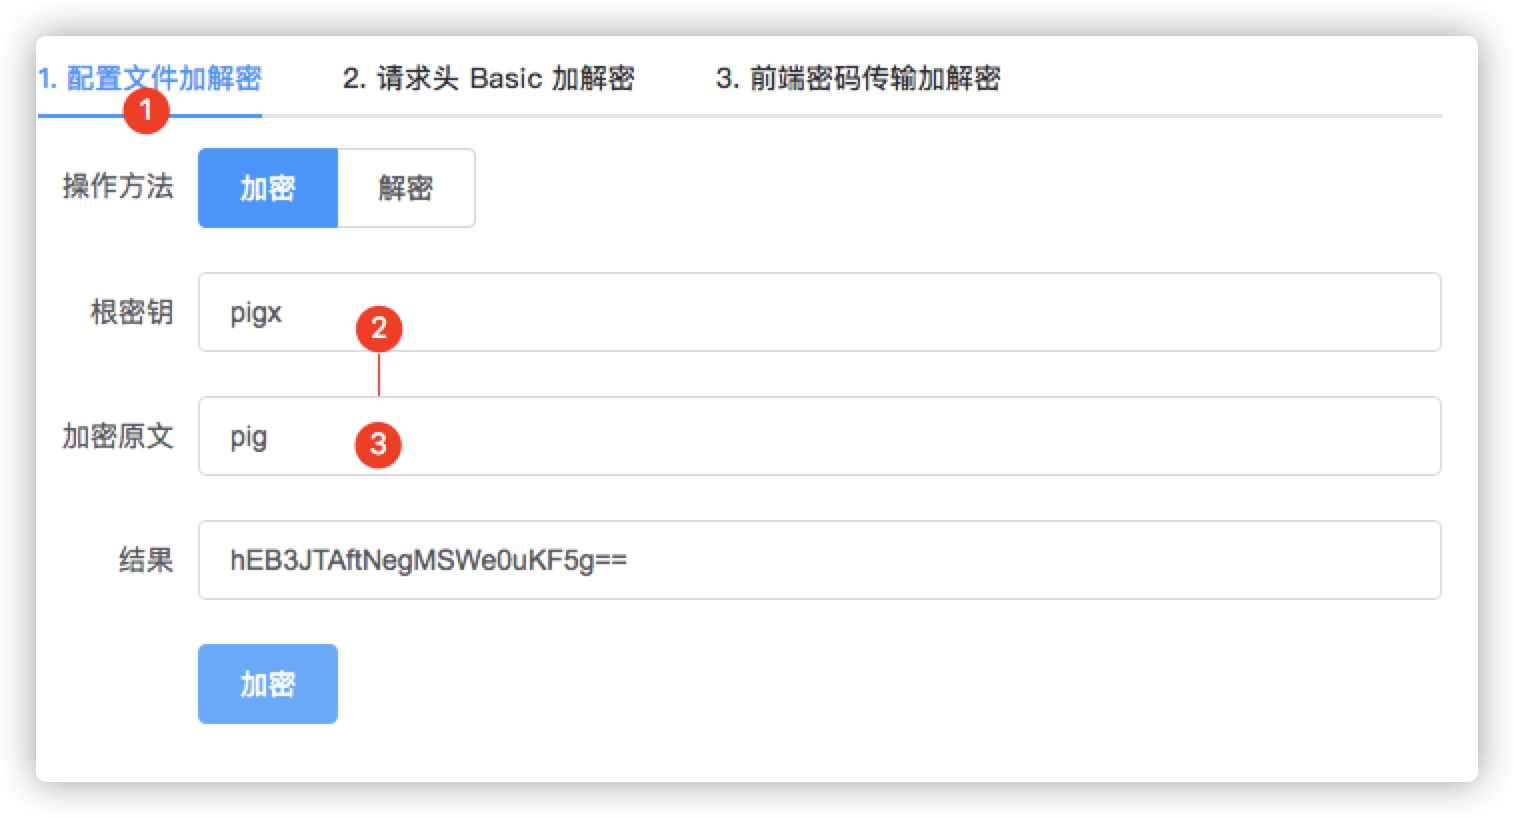 1. 配置文件加解密 2. 请求头 Basic 加解密 3. 前端密码传输加解密
1
操作方法 加密 解密
根密钥 pigx 2
加密原文 pig 3
结果 hEB3JTAftNegMSWe0uKF5g==
加密